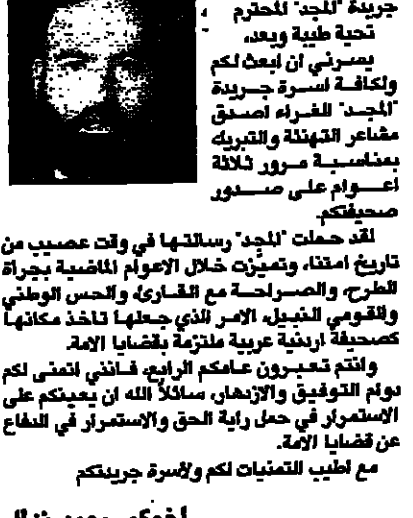 جريدة "المجد" المحترم
تحية طيبة وبعد،
يسرني ان ابعث لكم
ولكافة اسرة جريدة
"المجد" الغراء اصدق
مشاعر التهنئة والتبريك
بمناسبة مرور ثلاثة
اعوام على صدور
صحيفتكم.
لقد حملت "المجد" رسالتها في وقت عصيب من
تاريخ امتنا، وتميزت خلال الاعوام الماضية بجرأة
الطرح، والصراحة مع القارئ، والحس الوطني
والقومي النبيل، الامر الذي جعلها تاخذ مكانها
كصحيفة اردنية عربية ملتزمة بقضايا الامة.
وانتم تعبرون عامكم الرابع، فانني اتمنى لكم
دوام التوفيق والازدهار، سائلاً الله ان يعينكم على
الاستمرار في حمل راية الحق والاستمرار في الدفاع
عن قضايا الامة.
مع اطيب التمنيات لكم ولاسرة جريدتكم